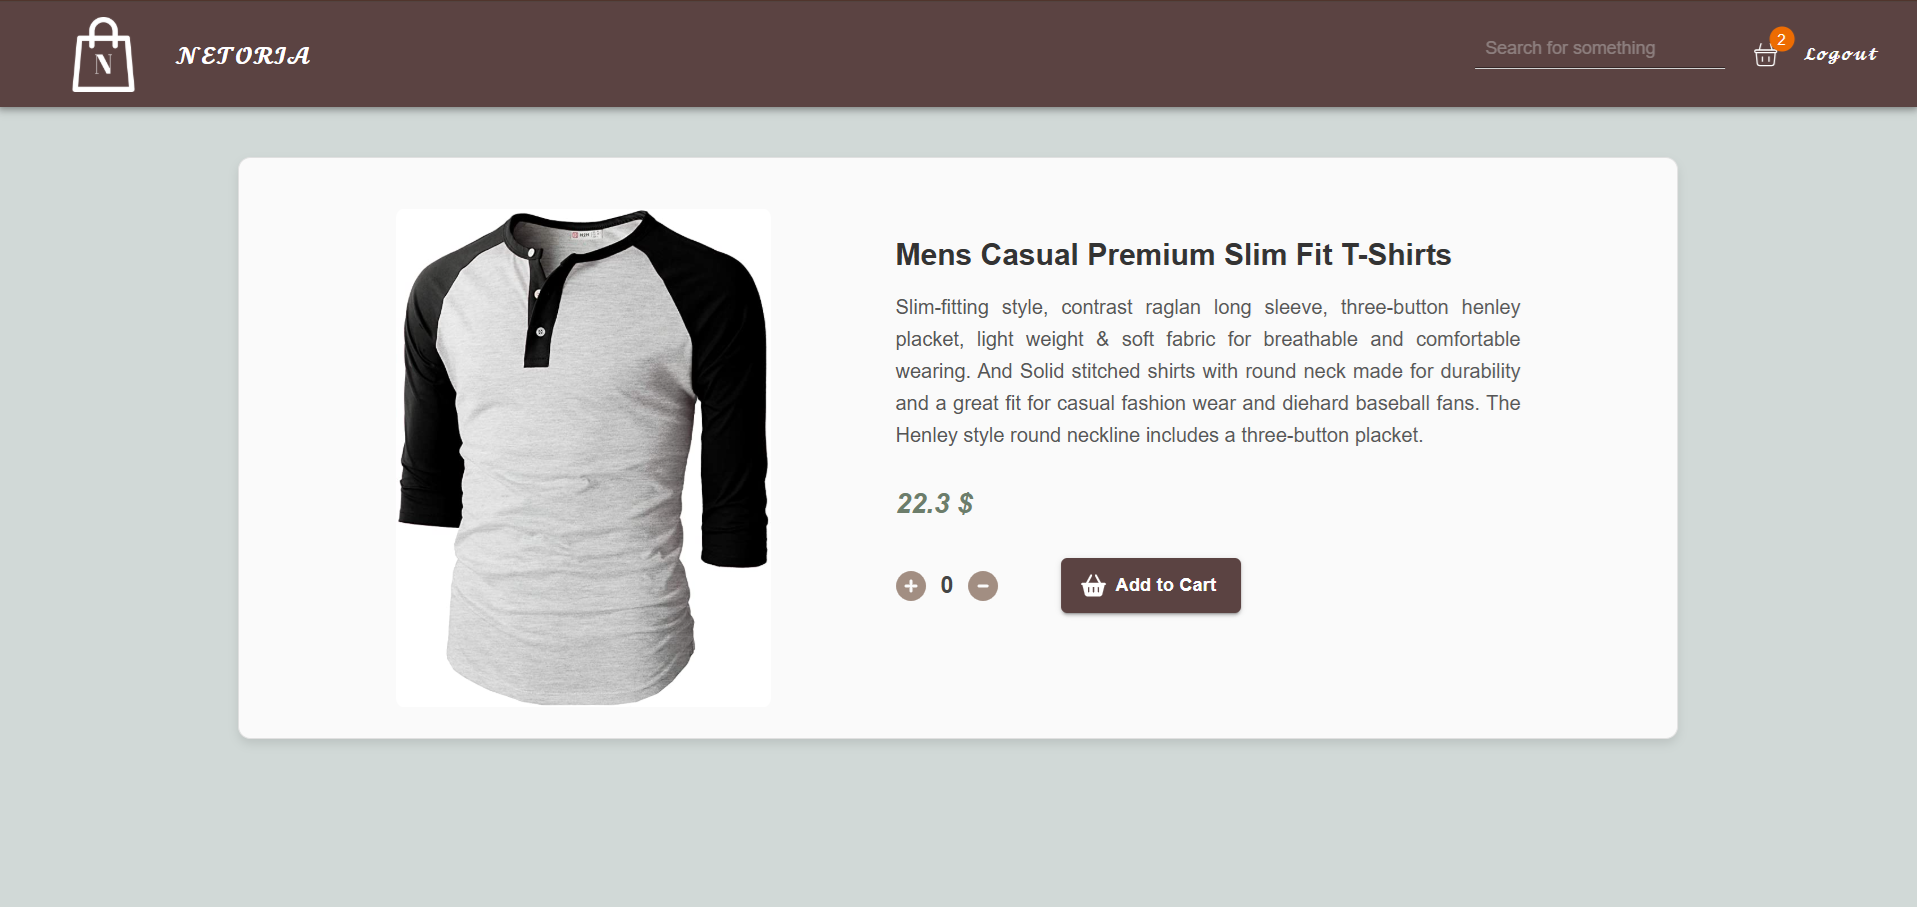 N
NETORIA
Search for something
2
Logout
Mens Casual Premium Slim Fit T-Shirts
Slim-fitting style, contrast raglan long sleeve, three-button henley
placket, light weight & soft fabric for breathable and comfortable
wearing. And Solid stitched shirts with round neck made for durability
and a great fit for casual fashion wear and diehard baseball fans. The
Henley style round neckline includes a three-button placket.
22.3 $
+ 0 −
Add to Cart